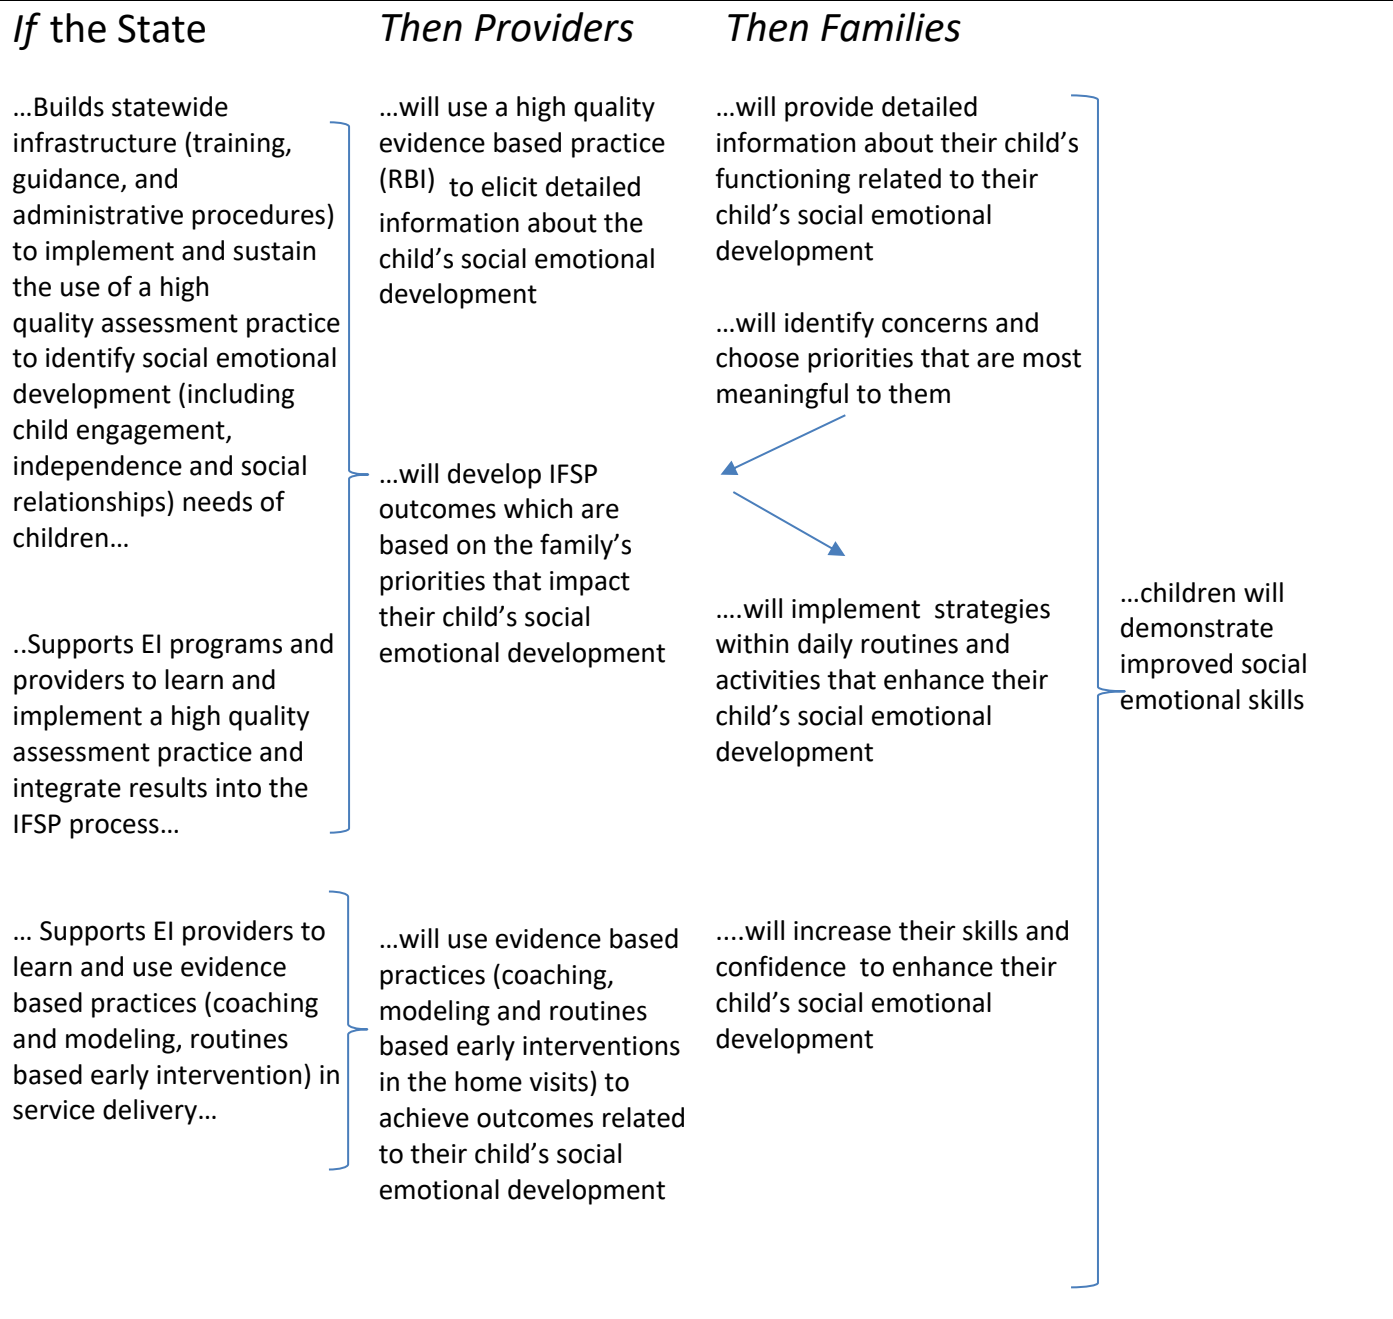 If the State
…Builds statewide
infrastructure (training,
guidance, and
administrative procedures)
to implement and sustain
the use of a high
quality assessment practice
to identify social emotional
development (including
child engagement,
independence and social
relationships) needs of
children…
..Supports EI programs and
providers to learn and
implement a high quality
assessment practice and
integrate results into the
IFSP process…
… Supports EI providers to
learn and use evidence
based practices (coaching
and modeling, routines
based early intervention) in
service delivery…
Then Providers
…will use a high quality
evidence based practice
(RBI) to elicit detailed
information about the
child’s social emotional
development
…will develop IFSP
outcomes which are
based on the family’s
priorities that impact
their child’s social
emotional development
…will use evidence based
practices (coaching,
modeling and routines
based early interventions
in the home visits) to
achieve outcomes related
to their child’s social
emotional development
Then Families
…will provide detailed
information about their child’s
functioning related to their
child’s social emotional
development
…will identify concerns and
choose priorities that are most
meaningful to them
….will implement strategies
within daily routines and
activities that enhance their
child’s social emotional
development
....will increase their skills and
confidence to enhance their
child’s social emotional
development
…children will
demonstrate
improved social
emotional skills